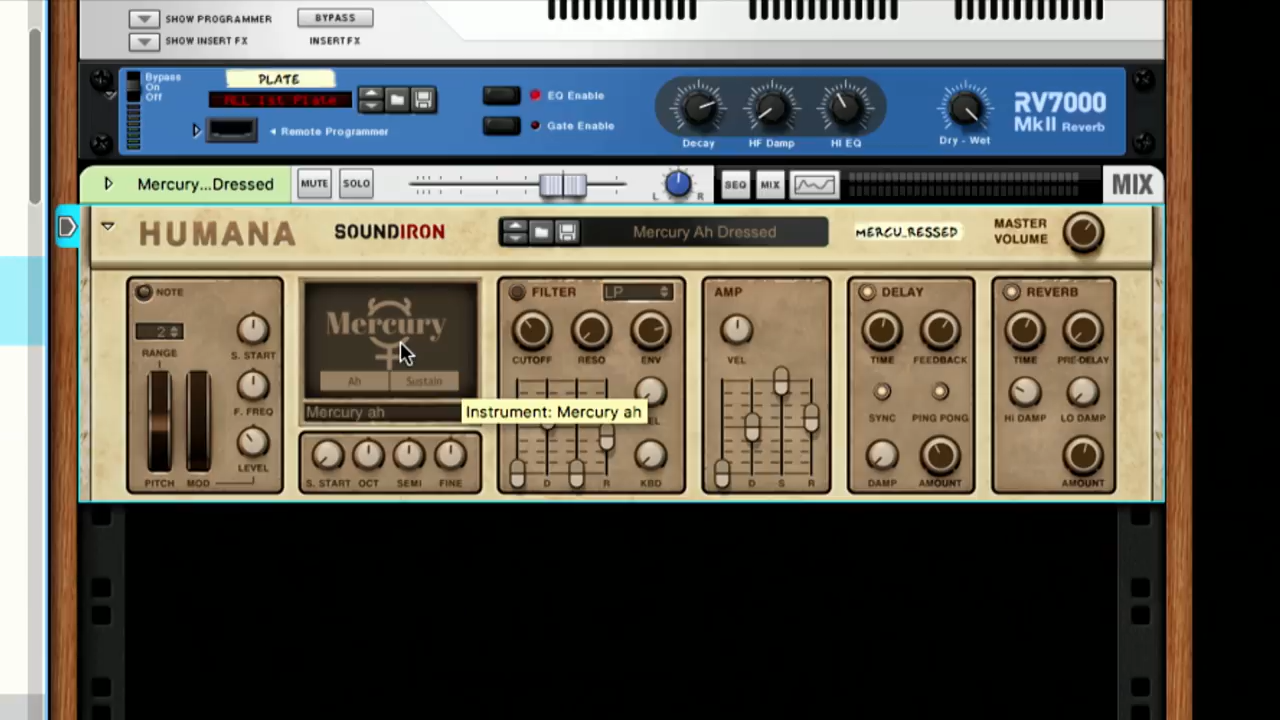 SHOW PROGRAMMER
BYPASS
SHOW INSERT FX
INSERT FX
Bypass
On
Off
PLATE
ALL 1st Plate
Remote Programmer
EQ Enable
Gate Enable
Decay
HF Damp
HI EQ
Dry - Wet
RV7000
MkII Reverb
Mercury...Dressed
MUTE
SOLO
L
R
SEQ
MIX
MIX
HUMANA
SOUNDIRON
Mercury Ah Dressed
MERCU_RESSED
MASTER
VOLUME
NOTE
2
RANGE
S. START
F. FREQ
LEVEL
PITCH
MOD
Mercury
Ah
Sustain
Mercury ah
Instrument: Mercury ah
S. START
OCT
SEMI
FINE
FILTER
LP
CUTOFF
RESO
ENV
D
R
KBD
AMP
VEL
D
S
R
DELAY
TIME
FEEDBACK
SYNC
PING PONG
DAMP
AMOUNT
REVERB
TIME
PRE-DELAY
Hi DAMP
LO DAMP
AMOUNT